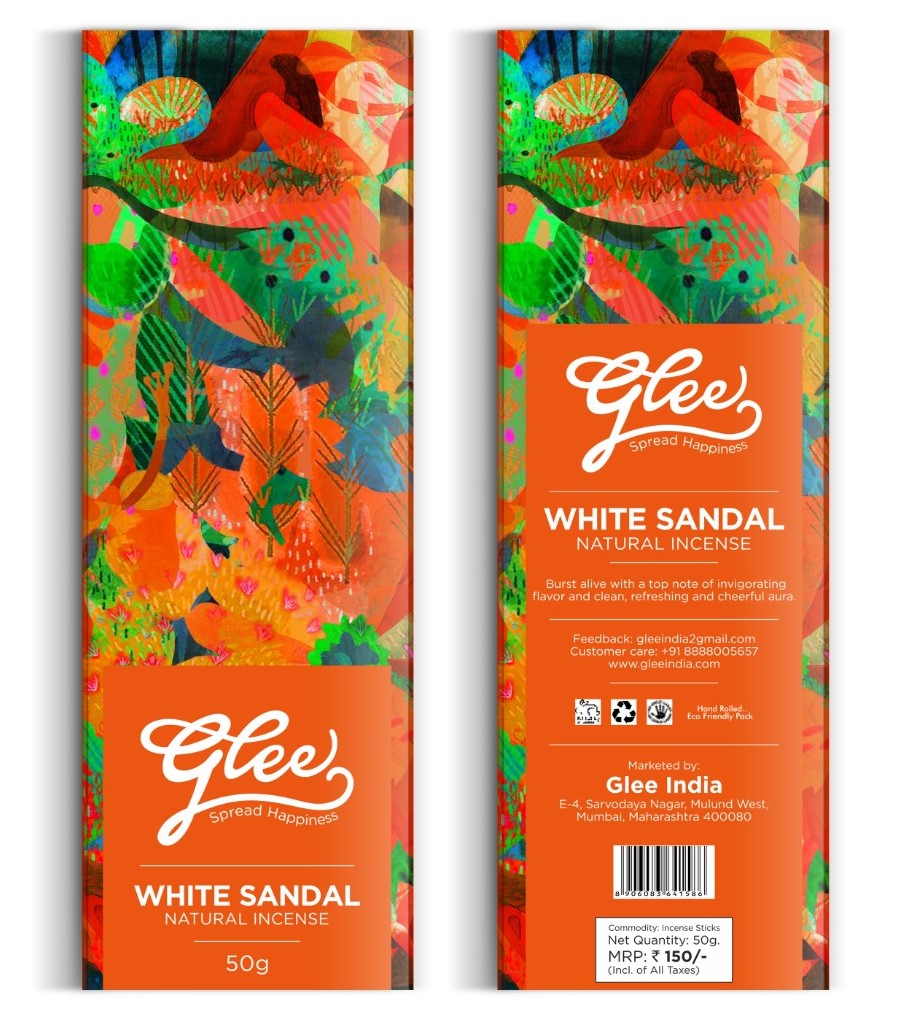 Glee
Spread Happiness
WHITE SANDAL
NATURAL INCENSE
50g
Glee
Spread Happiness
WHITE SANDAL
NATURAL INCENSE
Burst alive with a top note of invigorating
flavor and clean, refreshing and cheerful aura.
Feedback: gleeindia2gmail.com
Customer care: +91 8888005657
www.gleeindia.com
Hand Rolled..
Eco Friendly Pack
Marketed by:
Glee India
E-4, Sarvodaya Nagar, Mulund West,
Mumbai, Maharashtra 400080
8 906083 641586
Commodity: Incense Sticks
Net Quantity: 50g.
MRP: ₹ 150/-
(Incl. of All Taxes)